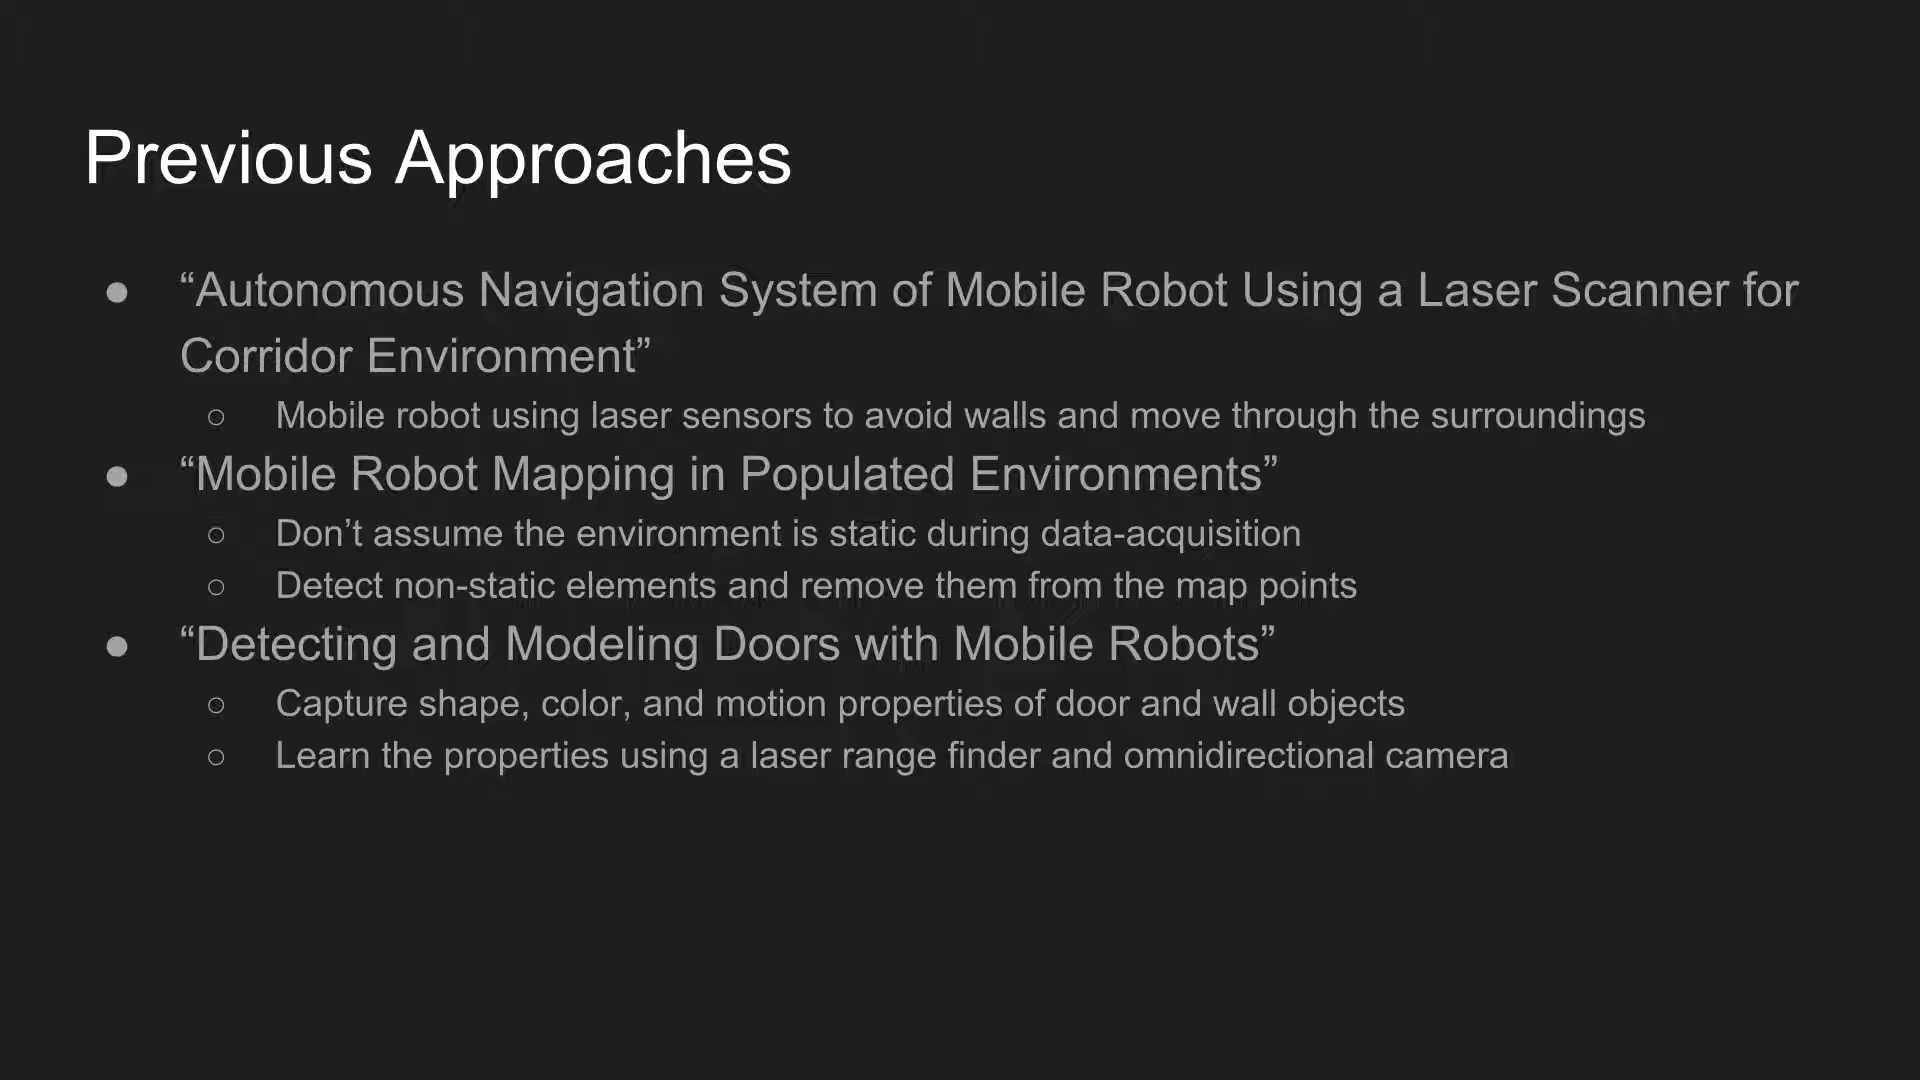 Previous Approaches
● “Autonomous Navigation System of Mobile Robot Using a Laser Scanner for
Corridor Environment”
○ Mobile robot using laser sensors to avoid walls and move through the surroundings
● “Mobile Robot Mapping in Populated Environments”
○ Don’t assume the environment is static during data-acquisition
○ Detect non-static elements and remove them from the map points
● “Detecting and Modeling Doors with Mobile Robots”
○ Capture shape, color, and motion properties of door and wall objects
○ Learn the properties using a laser range finder and omnidirectional camera